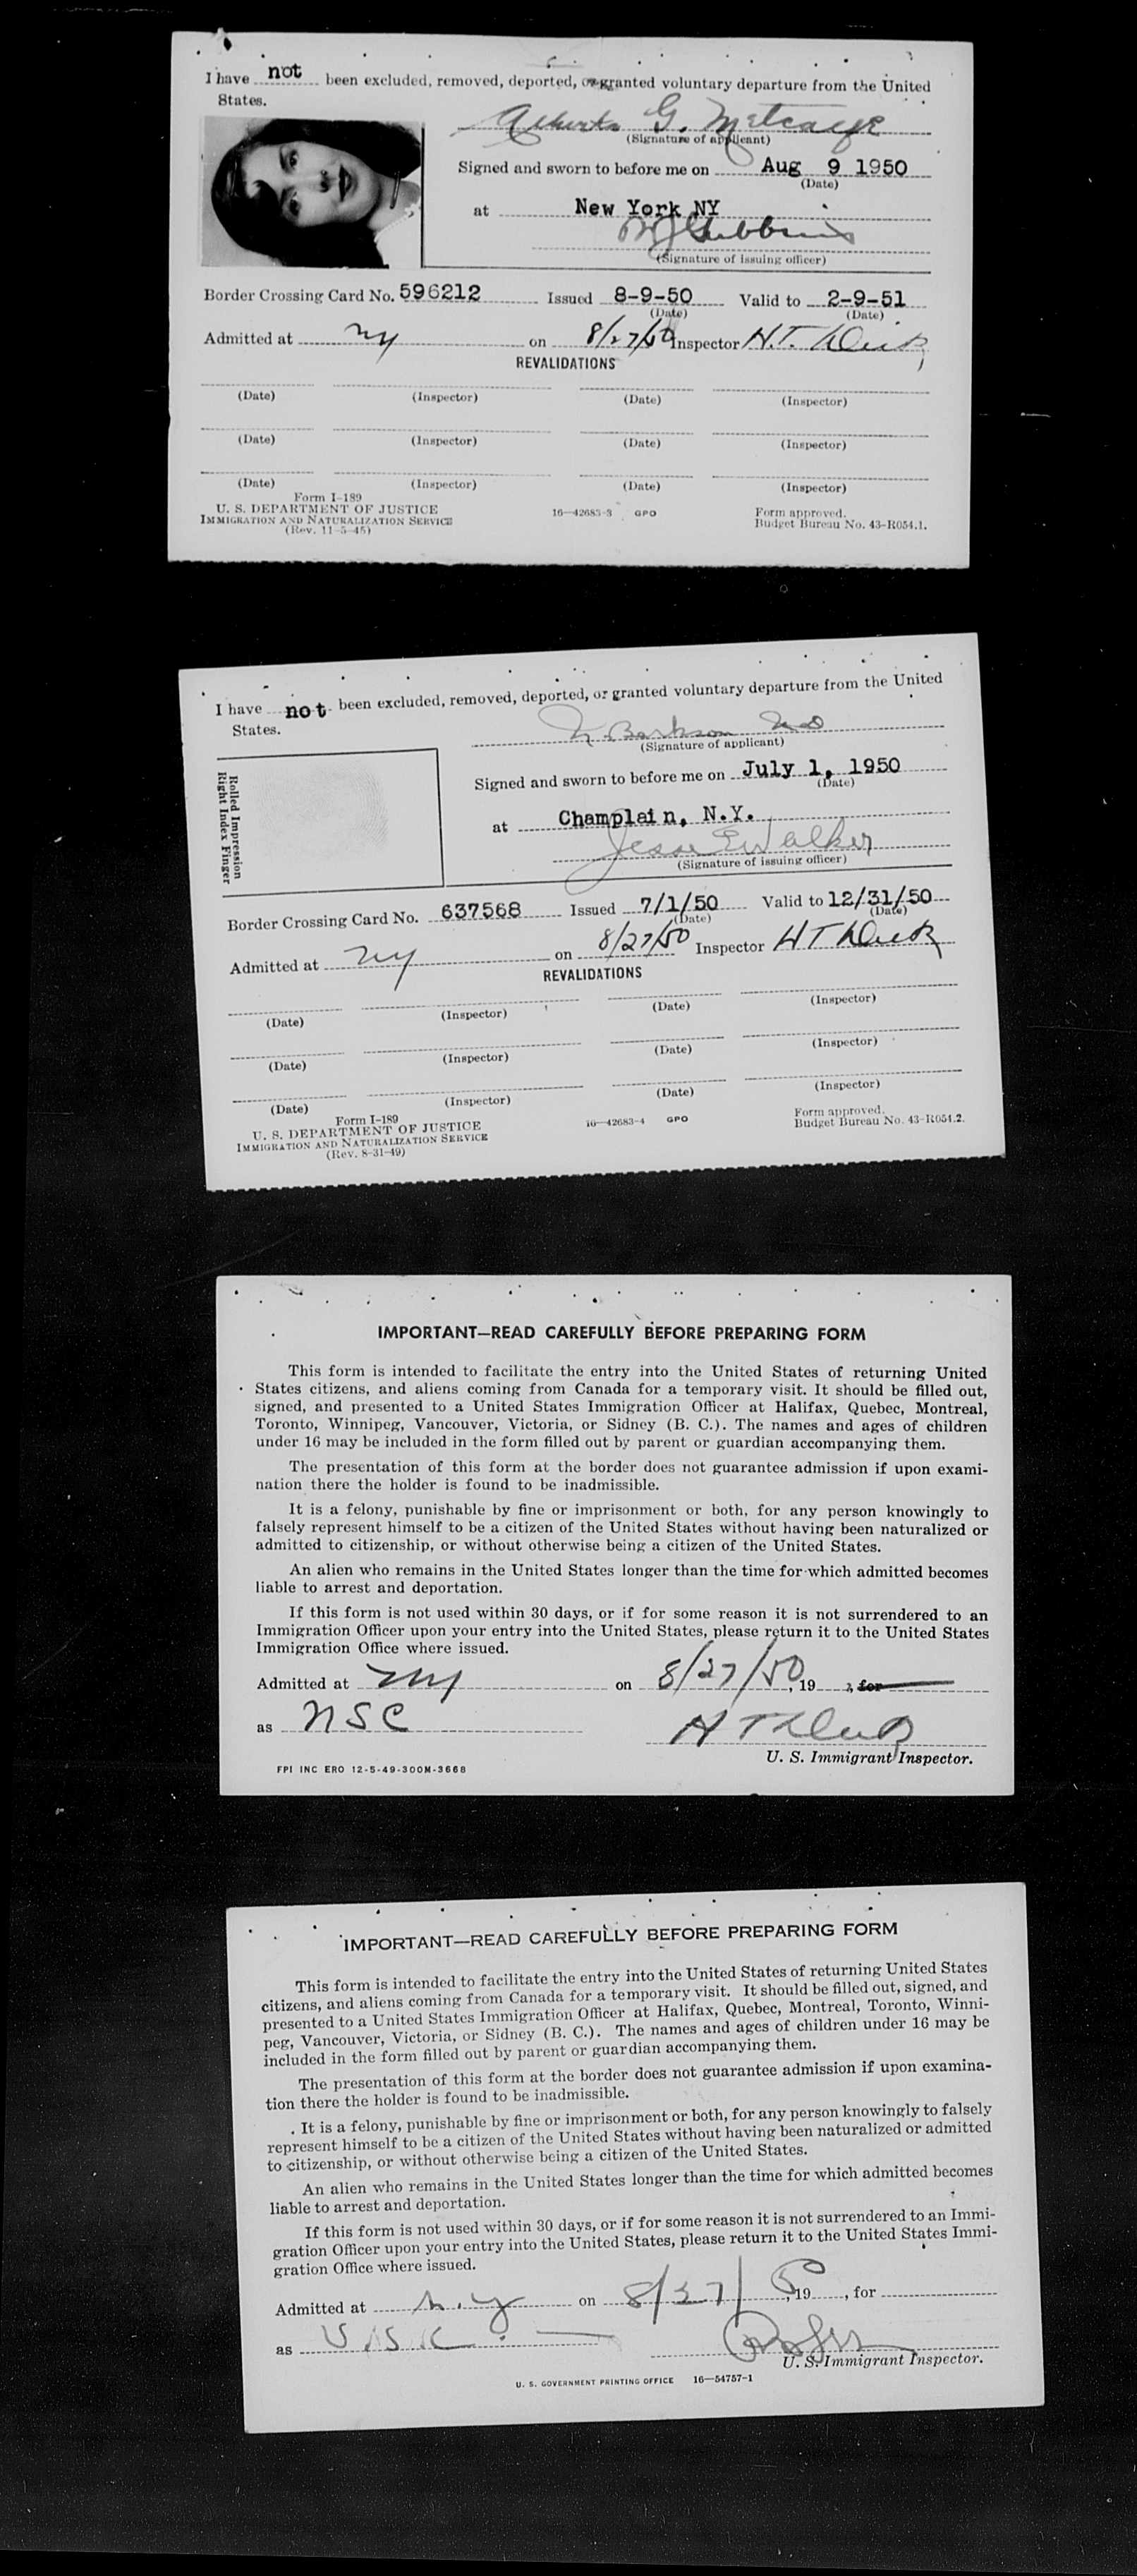 I have not been excluded, removed, deported, or granted voluntary departure from the United
States.
G. Metcalfe
(Signature of applicant)
Signed and sworn to before me on Aug 9 1950
(Date)
at New York NY
(Signature of issuing officer)
Border Crossing Card No. 596212 Issued 8-9-50 Valid to 2-9-51
(Date) (Date)
Admitted at NY on 8/27/50 Inspector H.T.
REVALIDATIONS
(Date) (Inspector) (Date) (Inspector)
(Date) (Inspector) (Date) (Inspector)
(Date) (Inspector) (Date) (Inspector)
Form I-189
U. S. DEPARTMENT OF JUSTICE
IMMIGRATION AND NATURALIZATION SERVICE
(Rev. 11-5-45)
16—42683-3 GPO
Form approved.
Budget Bureau No. 43-R054.1.
I have not been excluded, removed, deported, or granted voluntary departure from the United
States.
(Signature of applicant)
Rolled Impression
Right Index Finger
Signed and sworn to before me on July 1, 1950
(Date)
at Champlain, N.Y.
Jesse E Walker
(Signature of issuing officer)
Border Crossing Card No. 637568 Issued 7/1/50 Valid to 12/31/50
(Date) (Date)
Admitted at NY on 8/27/50 Inspector H T
REVALIDATIONS
(Date) (Inspector) (Date) (Inspector)
(Date) (Inspector) (Date) (Inspector)
(Date) (Inspector) (Date) (Inspector)
Form I-189
U. S. DEPARTMENT OF JUSTICE
IMMIGRATION AND NATURALIZATION SERVICE
(Rev. 8-31-49)
16—42683-4 GPO
Form approved.
Budget Bureau No. 43-R054.2.
IMPORTANT—READ CAREFULLY BEFORE PREPARING FORM
This form is intended to facilitate the entry into the United States of returning United
States citizens, and aliens coming from Canada for a temporary visit. It should be filled out,
signed, and presented to a United States Immigration Officer at Halifax, Quebec, Montreal,
Toronto, Winnipeg, Vancouver, Victoria, or Sidney (B. C.). The names and ages of children
under 16 may be included in the form filled out by parent or guardian accompanying them.
The presentation of this form at the border does not guarantee admission if upon exami-
nation there the holder is found to be inadmissible.
It is a felony, punishable by fine or imprisonment or both, for any person knowingly to
falsely represent himself to be a citizen of the United States without having been naturalized or
admitted to citizenship, or without otherwise being a citizen of the United States.
An alien who remains in the United States longer than the time for which admitted becomes
liable to arrest and deportation.
If this form is not used within 30 days, or if for some reason it is not surrendered to an
Immigration Officer upon your entry into the United States, please return it to the United States
Immigration Office where issued.
Admitted at NY on 8/27/50, 19 , for
as NSC H T
U. S. Immigrant Inspector.
FPI INC ERO 12-5-49-300M-3668
IMPORTANT—READ CAREFULLY BEFORE PREPARING FORM
This form is intended to facilitate the entry into the United States of returning United States
citizens, and aliens coming from Canada for a temporary visit. It should be filled out, signed, and
presented to a United States Immigration Officer at Halifax, Quebec, Montreal, Toronto, Winni-
peg, Vancouver, Victoria, or Sidney (B. C.). The names and ages of children under 16 may be
included in the form filled out by parent or guardian accompanying them.
The presentation of this form at the border does not guarantee admission if upon examina-
tion there the holder is found to be inadmissible.
It is a felony, punishable by fine or imprisonment or both, for any person knowingly to falsely
represent himself to be a citizen of the United States without having been naturalized or admitted
to citizenship, or without otherwise being a citizen of the United States.
An alien who remains in the United States longer than the time for which admitted becomes
liable to arrest and deportation.
If this form is not used within 30 days, or if for some reason it is not surrendered to an Immi-
gration Officer upon your entry into the United States, please return it to the United States Immi-
gration Office where issued.
Admitted at N.Y on 8/27/50, 19 , for
as U.S.C.
U. S. Immigrant Inspector.
U. S. GOVERNMENT PRINTING OFFICE 16—54757-1